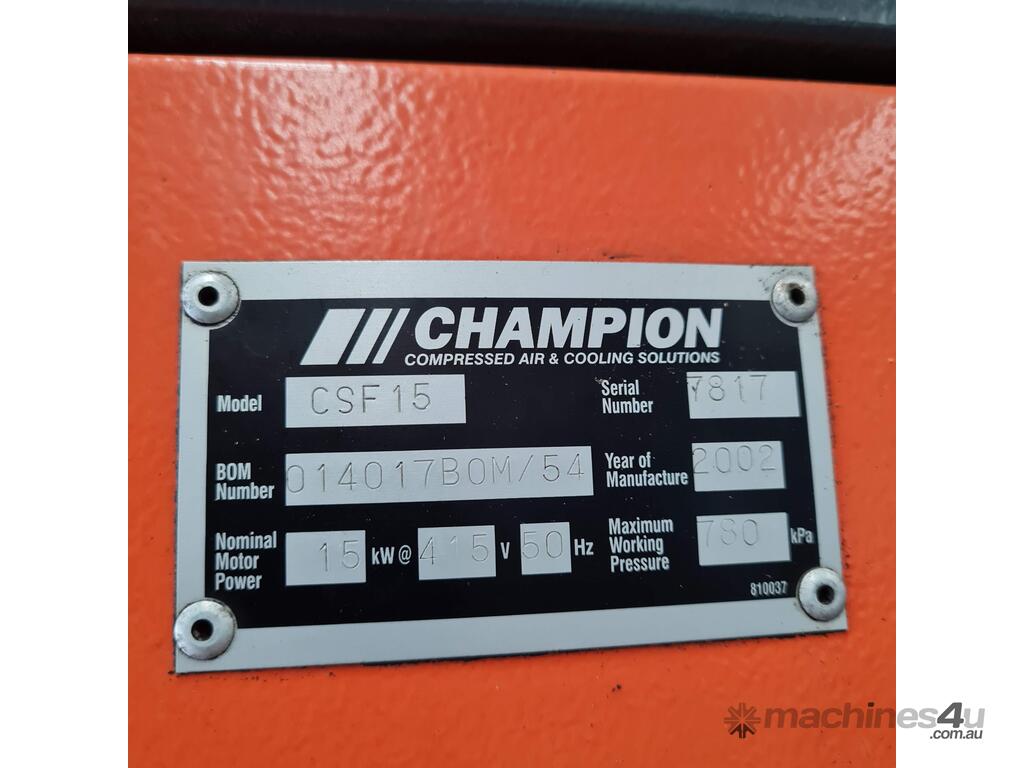 CHAMPION
COMPRESSED AIR & COOLING SOLUTIONS
Model CSF15 Serial Number 7817
BOM Number 014017BOM/54 Year of Manufacture 2002
Nominal Motor Power 15 kW@ 415 V 50 Hz Maximum Working Pressure 780 kPa
810037
machines4u
.com.au